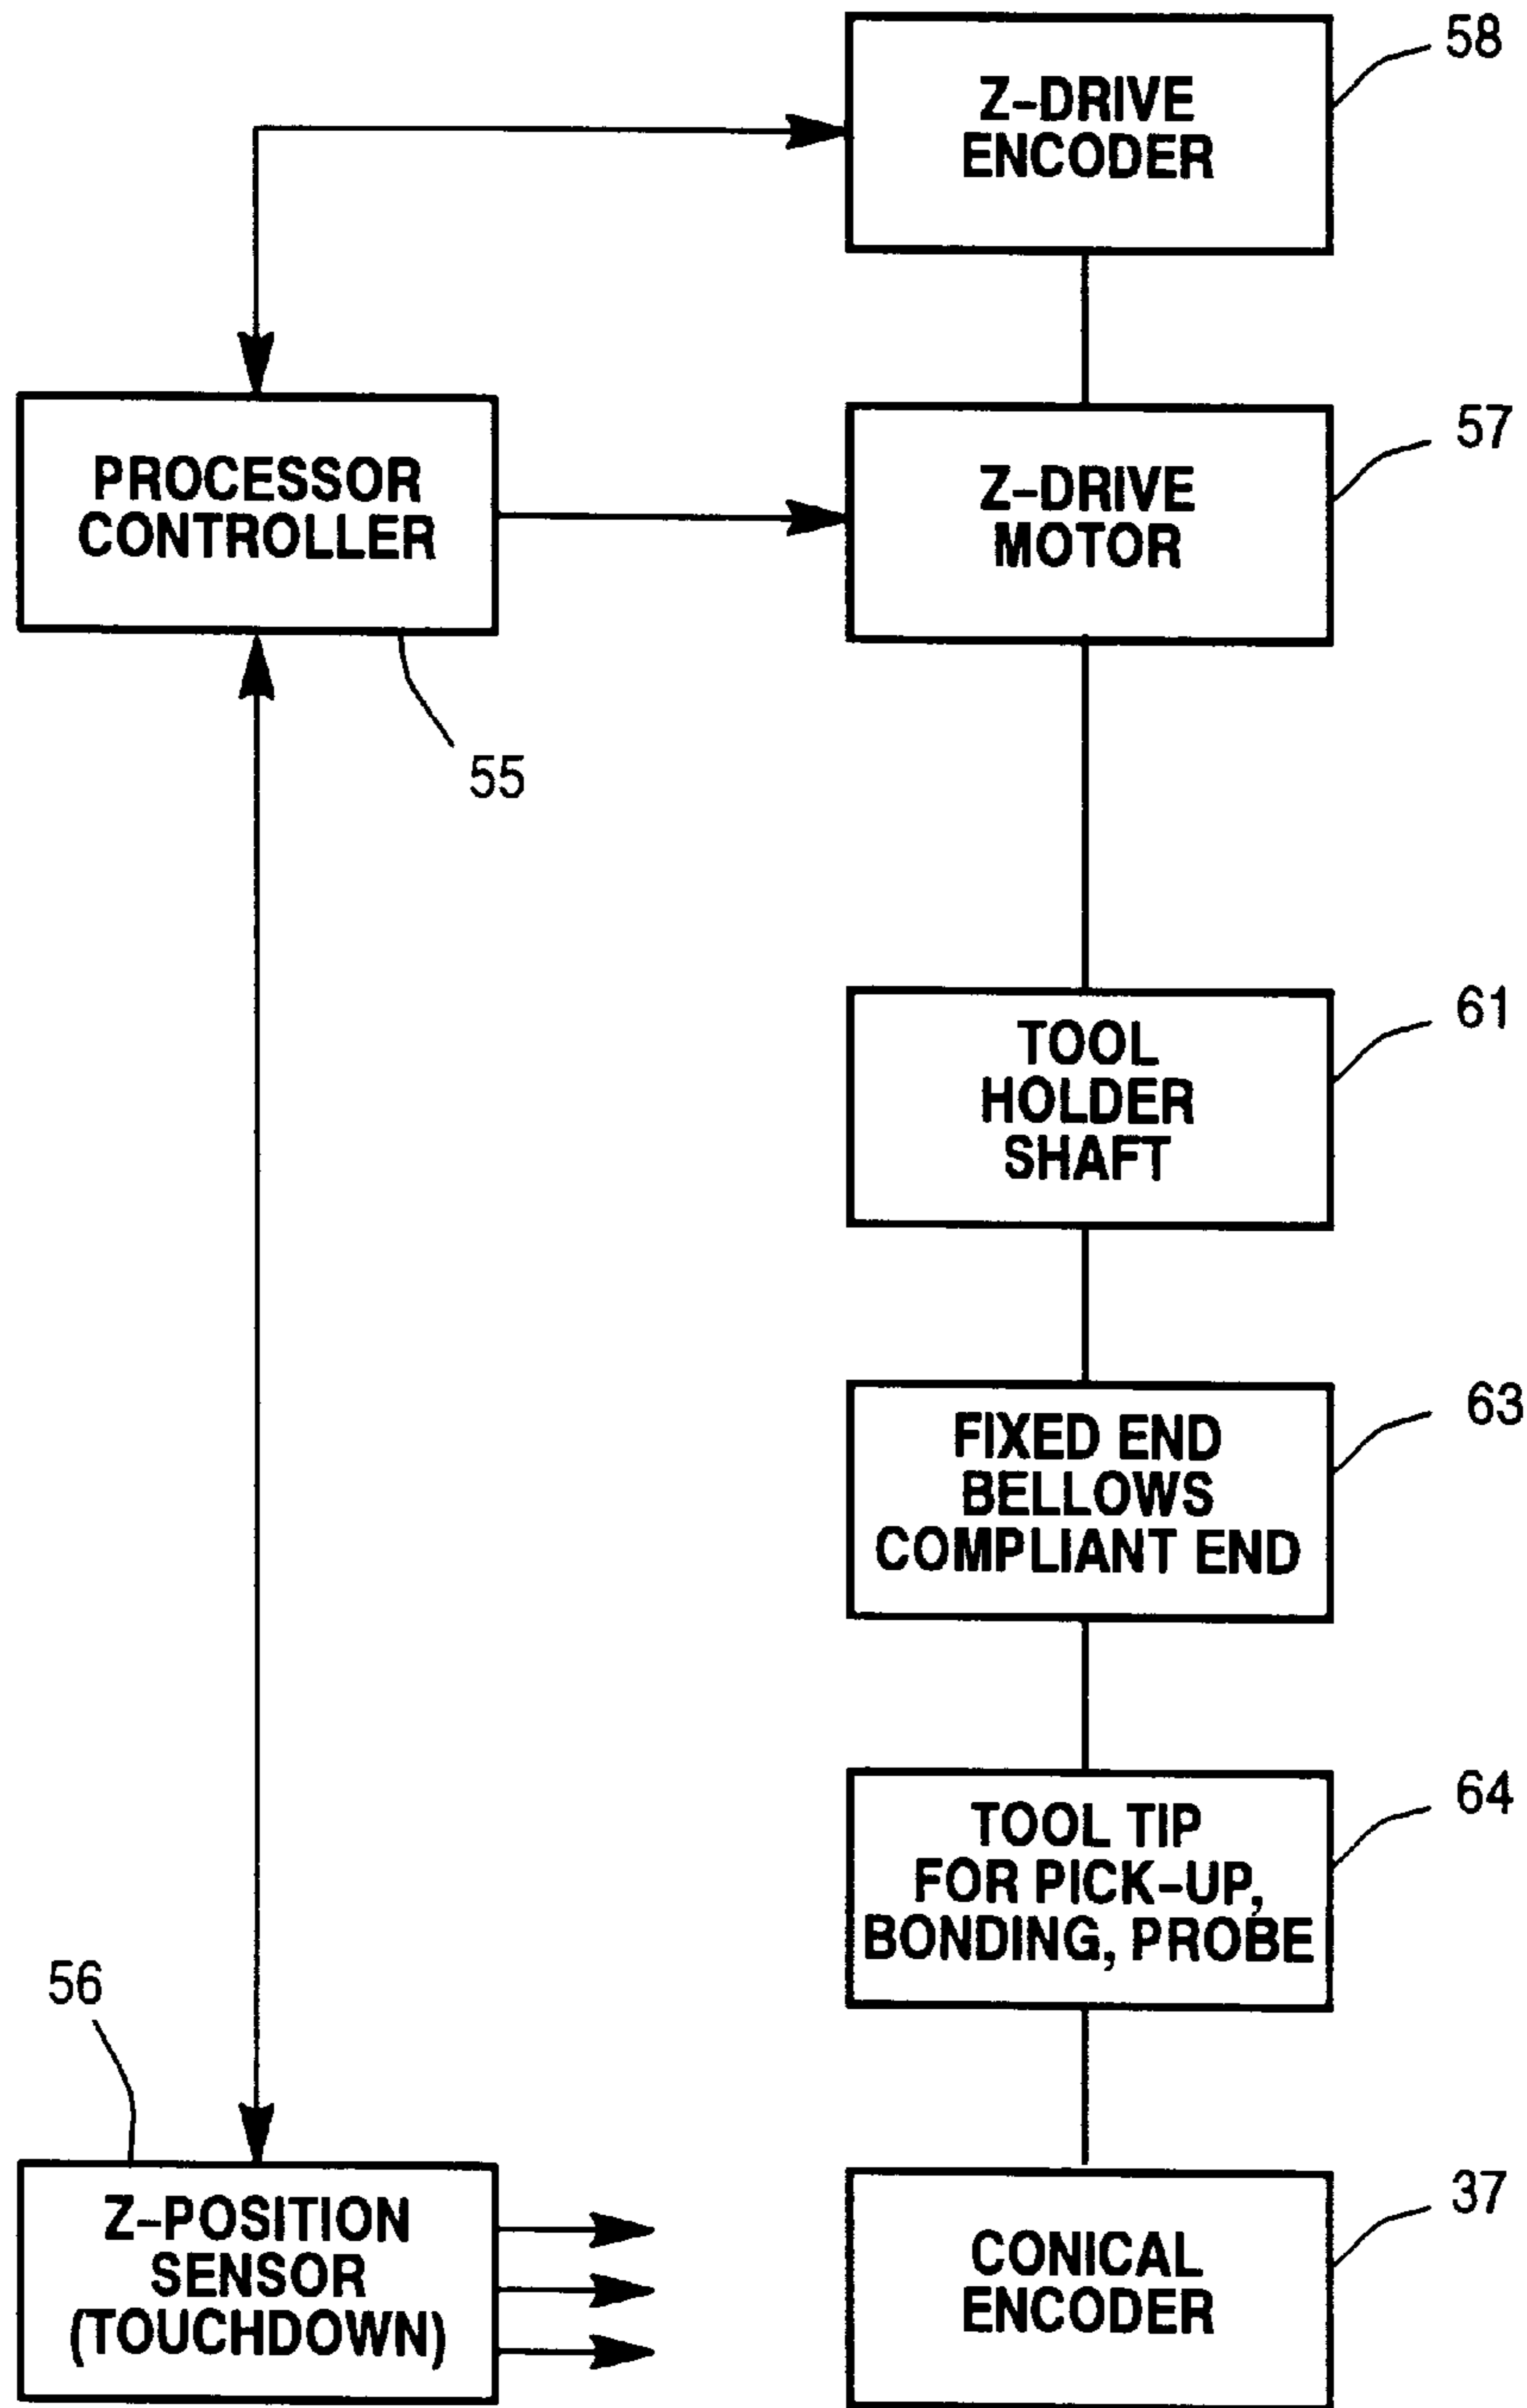 58
Z-DRIVE
ENCODER
57
PROCESSOR
CONTROLLER
Z-DRIVE
MOTOR
55
61
TOOL
HOLDER
SHAFT
63
FIXED END
BELLOWS
COMPLIANT END
64
TOOL TIP
FOR PICK-UP,
BONDING, PROBE
56
37
Z-POSITION
SENSOR
(TOUCHDOWN)
CONICAL
ENCODER